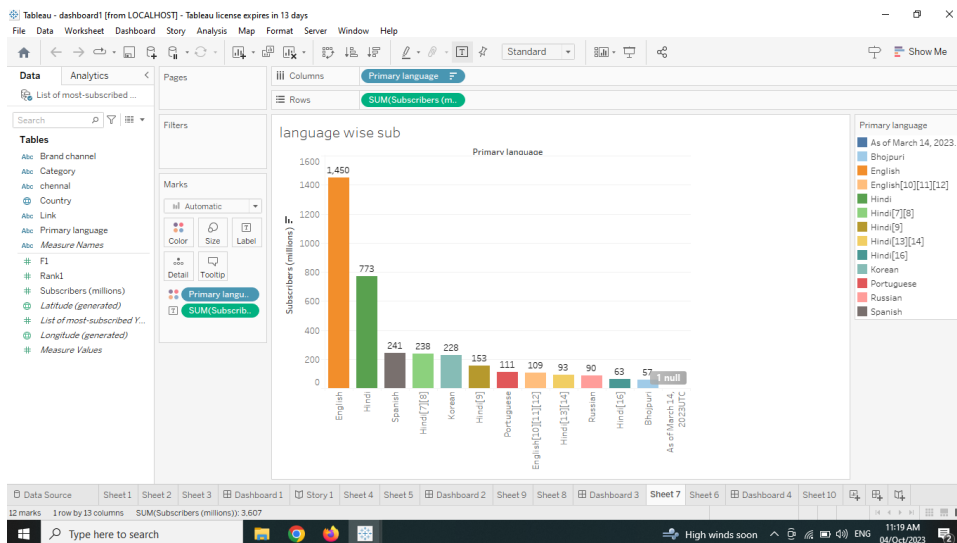 Tableau - dashboard1 [from LOCALHOST] - Tableau license expires in 13 days
File Data Worksheet Dashboard Story Analysis Map Format Server Window Help
Standard
Show Me
Data Analytics
List of most-subscribed ...
Search
Tables
Abc Brand channel
Abc Category
Abc chennal
Country
Abc Link
Abc Primary language
Abc Measure Names
# F1
# Rank1
# Subscribers (millions)
Latitude (generated)
# List of most-subscribed Y...
Longitude (generated)
# Measure Values
Pages
Filters
Marks
Automatic
Color Size Label
Detail Tooltip
Primary langu..
SUM(Subscrib..
Columns Primary language
Rows SUM(Subscribers (m..
language wise sub
Primary language
Subscribers (millions)
1600
1400
1200
1000
800
600
400
200
0
1,450
773
241
238
228
153
111
109
93
90
63
57
1 null
English
Hindi
Spanish
Hindi[7][8]
Korean
Hindi[9]
Portuguese
English[10][11][12]
Hindi[13][14]
Russian
Hindi[16]
Bhojpuri
As of March 14,
2023UTC
Primary language
As of March 14, 2023.
Bhojpuri
English
English[10][11][12]
Hindi
Hindi[7][8]
Hindi[9]
Hindi[13][14]
Hindi[16]
Korean
Portuguese
Russian
Spanish
Data Source Sheet 1 Sheet 2 Sheet 3 Dashboard 1 Story 1 Sheet 4 Sheet 5 Dashboard 2 Sheet 9 Sheet 8 Dashboard 3 Sheet 7 Sheet 6 Dashboard 4 Sheet 10
12 marks 1 row by 13 columns SUM(Subscribers (millions)): 3,607
Type here to search
High winds soon
ENG
11:19 AM
04/Oct/2023
2